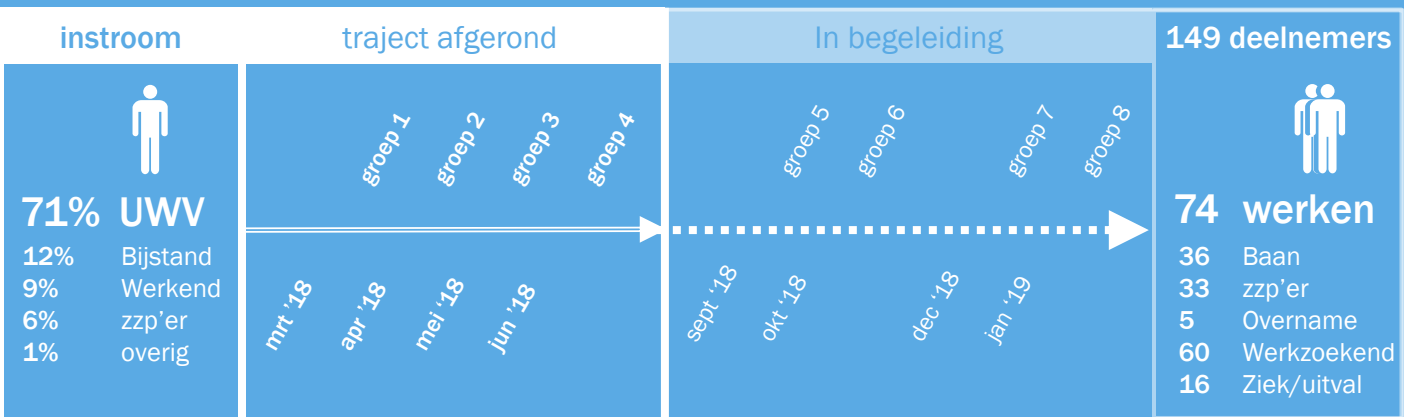 instroom
71% UWV
12% Bijstand
9% Werkend
6% zzp’er
1% overig
traject afgerond
groep 1
groep 2
groep 3
groep 4
mrt ’18
apr ’18
mei ‘18
jun ’18
In begeleiding
groep 5
groep 6
groep 7
groep 8
sept ‘18
okt ‘18
dec ‘18
jan ‘19
149 deelnemers
74 werken
36 Baan
33 zzp’er
5 Overname
60 Werkzoekend
16 Ziek/uitval